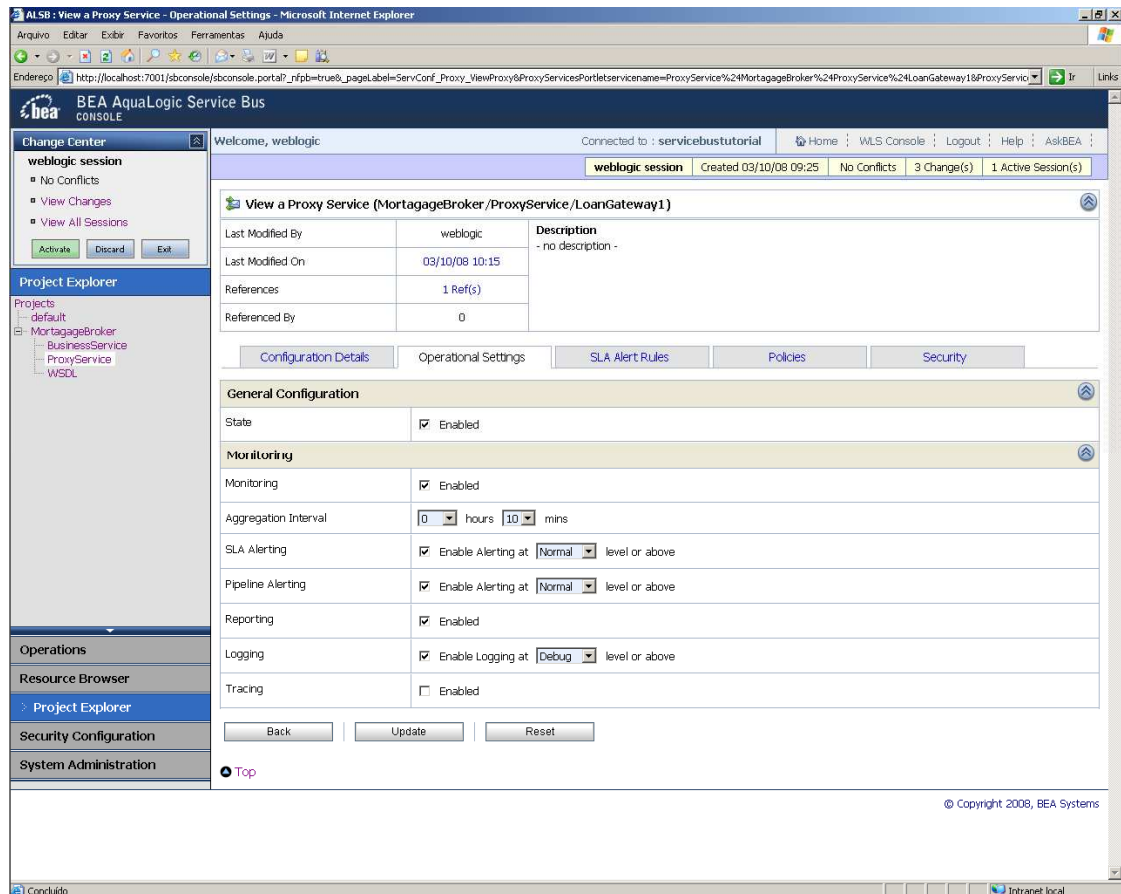 ALSB : View a Proxy Service - Operational Settings - Microsoft Internet Explorer
Arquivo Editar Exibir Favoritos Ferramentas Ajuda
Endereço http://localhost:7001/sbconsole/sbconsole.portal?_nfpb=true&_pageLabel=ServConf_Proxy_ViewProxy&ProxyServicesPortletservicename=ProxyService%24MortagageBroker%24ProxyService%24LoanGateway1&ProxyServic Ir Links
bea BEA AquaLogic Service Bus
CONSOLE
Change Center
weblogic session
No Conflicts
View Changes
View All Sessions
Activate Discard Exit
Project Explorer
Projects
default
MortagageBroker
BusinessService
ProxyService
WSDL
Operations
Resource Browser
Project Explorer
Security Configuration
System Administration
Welcome, weblogic Connected to : servicebustutorial Home WLS Console Logout Help AskBEA
weblogic session Created 03/10/08 09:25 No Conflicts 3 Change(s) 1 Active Session(s)
View a Proxy Service (MortagageBroker/ProxyService/LoanGateway1)
Last Modified By weblogic
Last Modified On 03/10/08 10:15
References 1 Ref(s)
Referenced By 0
Description
- no description -
Configuration Details Operational Settings SLA Alert Rules Policies Security
General Configuration
State Enabled
Monitoring
Monitoring Enabled
Aggregation Interval 0 hours 10 mins
SLA Alerting Enable Alerting at Normal level or above
Pipeline Alerting Enable Alerting at Normal level or above
Reporting Enabled
Logging Enable Logging at Debug level or above
Tracing Enabled
Back Update Reset
Top
© Copyright 2008, BEA Systems
Concluído Intranet local